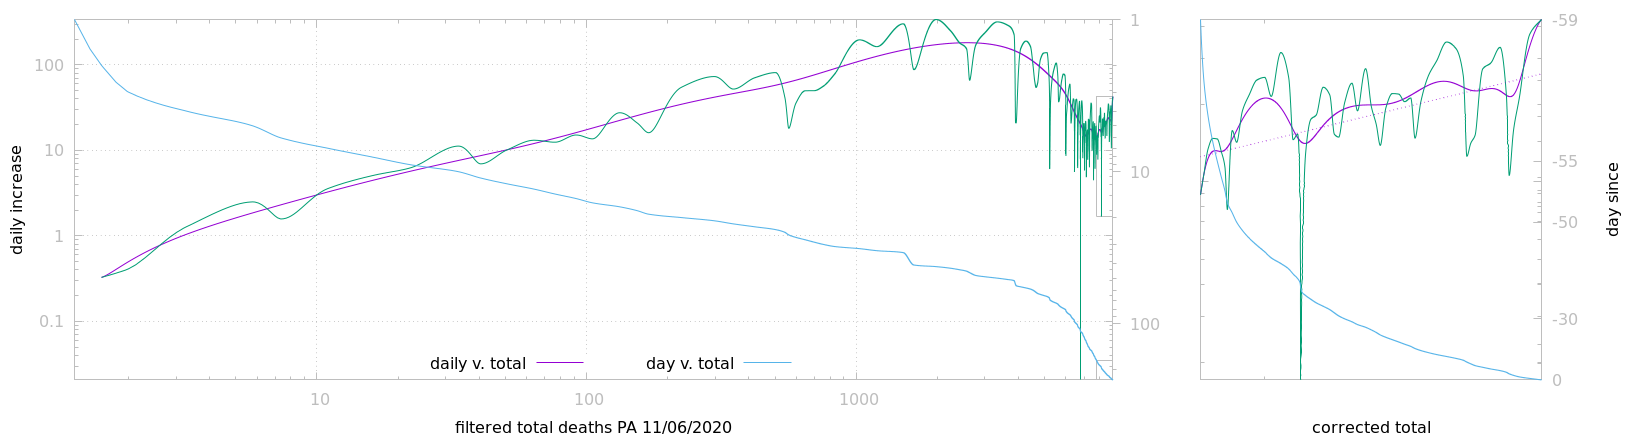 daily increase
100
10
1
0.1
daily v. total
day v. total
10
100
1000
filtered total deaths PA 11/06/2020
1
10
100
-59
-55
-50
-30
0
day since
corrected total